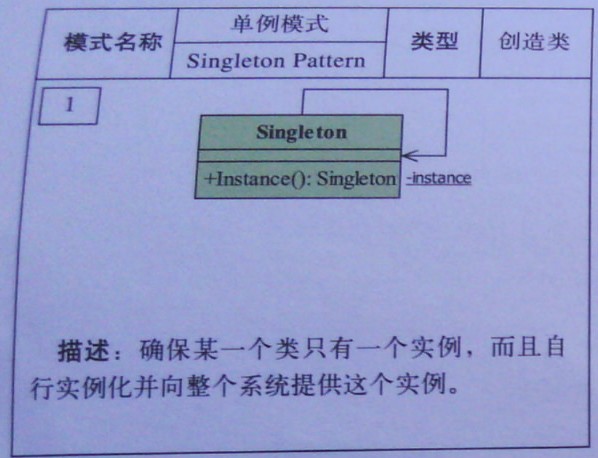 模式名称
单例模式
Singleton Pattern
类型
创造类
1
Singleton
+Instance(): Singleton
-instance
描述：确保某一个类只有一个实例，而且自
行实例化并向整个系统提供这个实例。